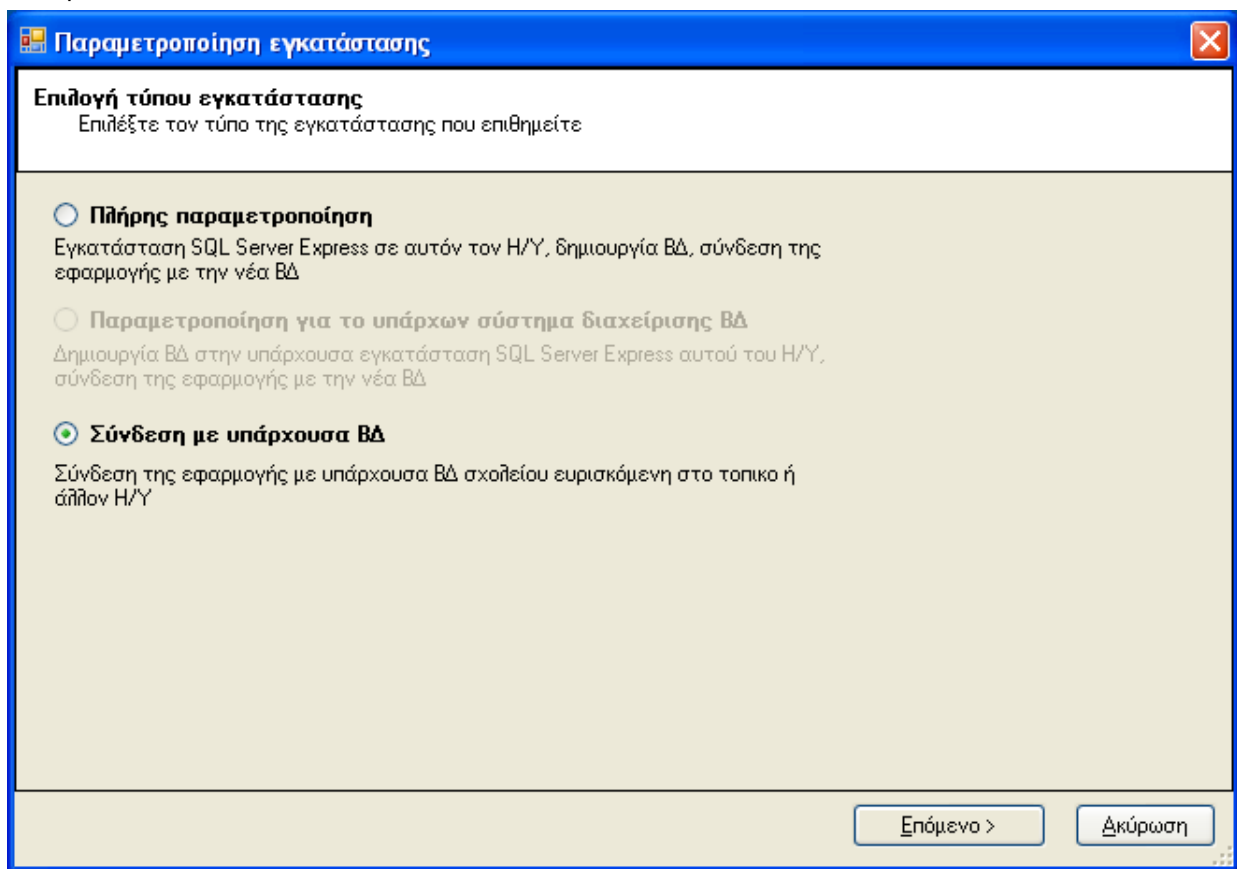 Παραμετροποίηση εγκατάστασης
Επιλογή τύπου εγκατάστασης
Επιλέξτε τον τύπο της εγκατάστασης που επιθημείτε
Πλήρης παραμετροποίηση
Εγκατάσταση SQL Server Express σε αυτόν τον Η/Υ, δημιουργία ΒΔ, σύνδεση της
εφαρμογής με την νέα ΒΔ
Παραμετροποίηση για το υπάρχων σύστημα διαχείρισης ΒΔ
Δημιουργία ΒΔ στην υπάρχουσα εγκατάσταση SQL Server Express αυτού του Η/Υ,
σύνδεση της εφαρμογής με την νέα ΒΔ
Σύνδεση με υπάρχουσα ΒΔ
Σύνδεση της εφαρμογής με υπάρχουσα ΒΔ σχολείου ευρισκόμενη στο τοπικο ή
άλλον Η/Υ
Επόμενο >
Ακύρωση